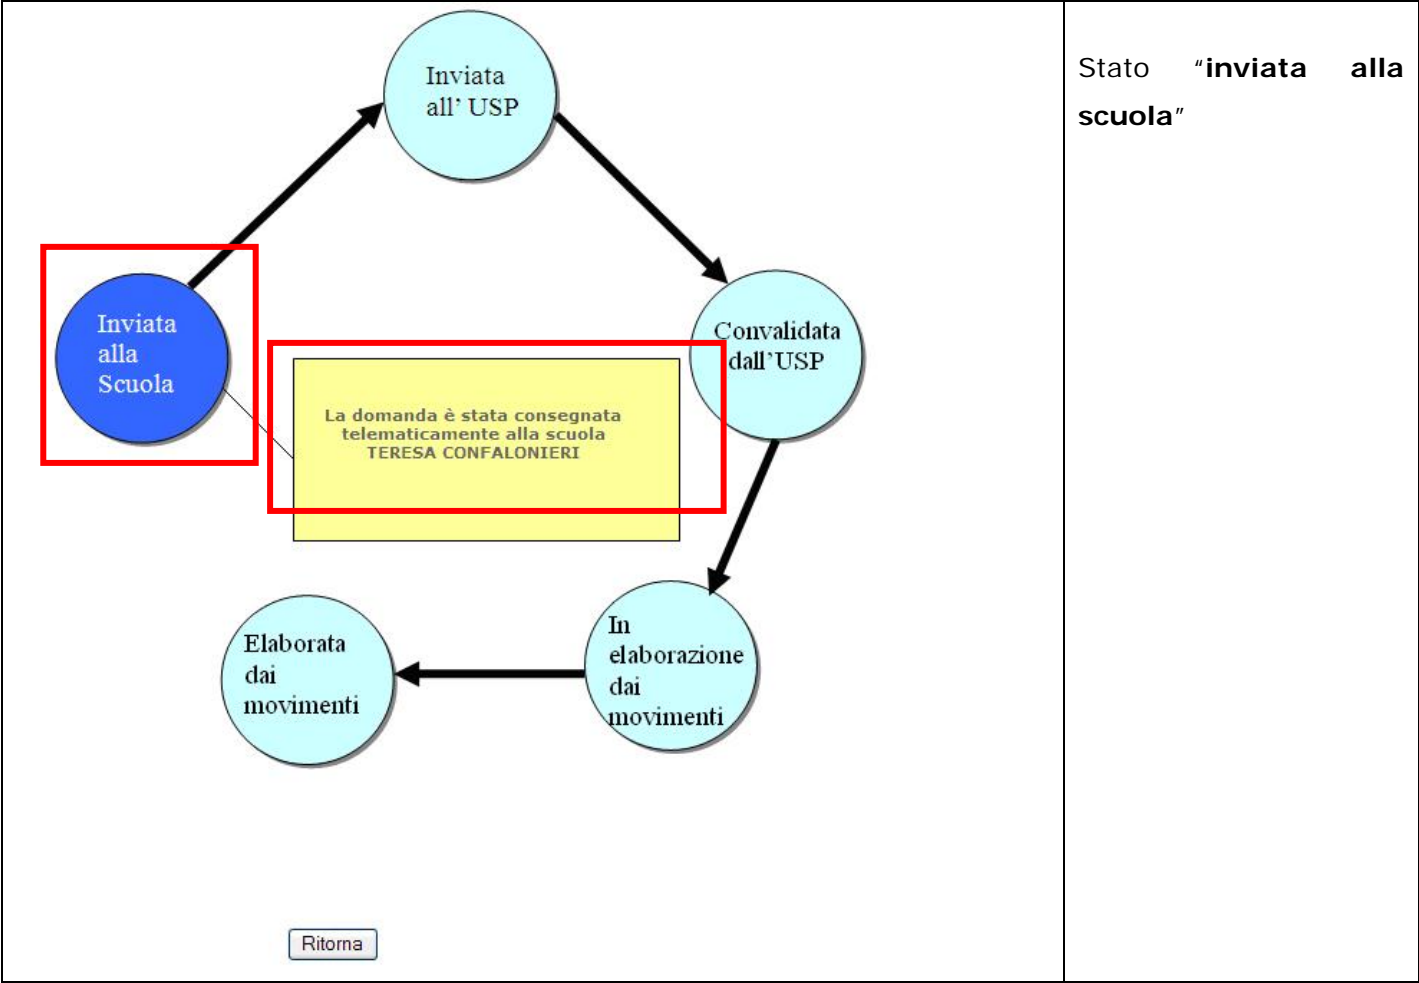 Inviata
all' USP
Stato “inviata alla
scuola”
Inviata
alla
Scuola
Convalidata
dall’USP
La domanda è stata consegnata
telematicamente alla scuola
TERESA CONFALONIERI
In
elaborazione
dai
movimenti
Elaborata
dai
movimenti
Ritorna